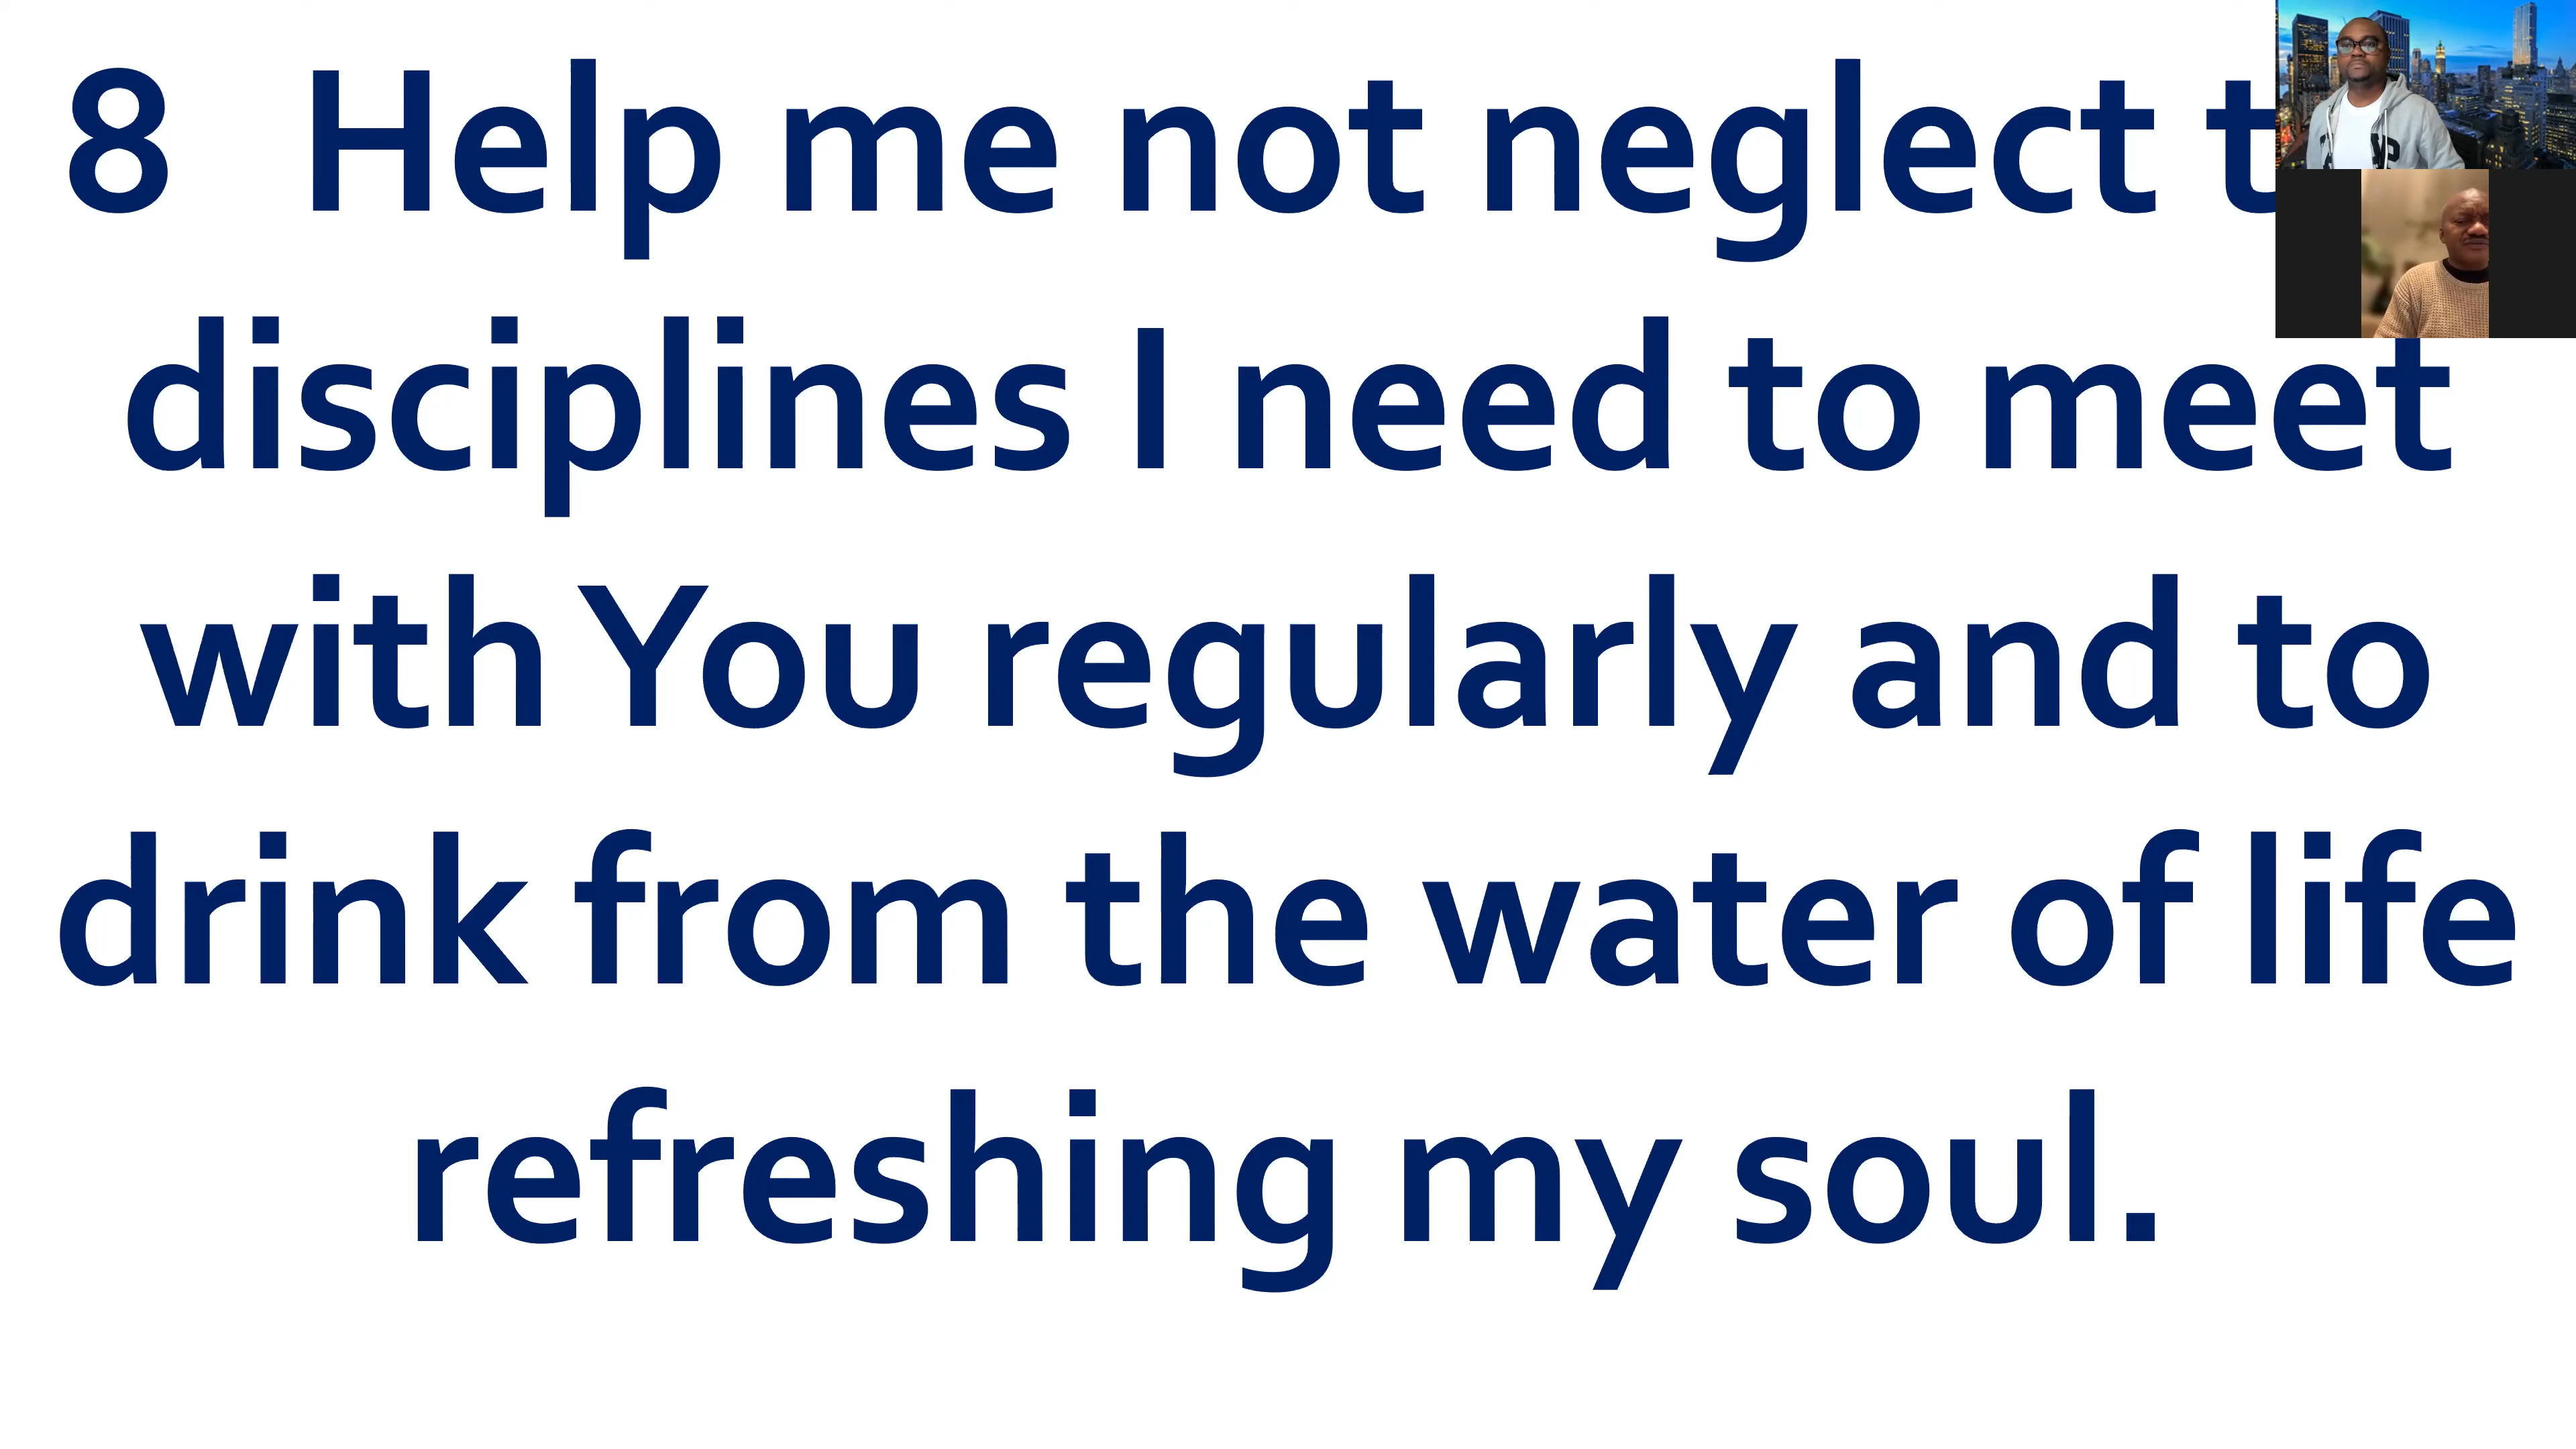 8 Help me not neglect
disciplines I need to meet
with You regularly and to
drink from the water of life
refreshing my soul.